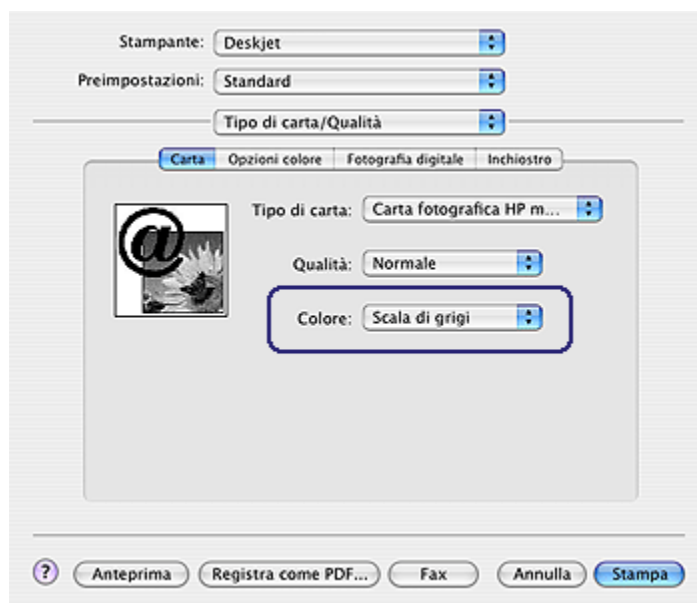 Stampante: Deskjet
Preimpostazioni: Standard
Tipo di carta/Qualità
Carta Opzioni colore Fotografia digitale Inchiostro
@
Tipo di carta: Carta fotografica HP m...
Qualità: Normale
Colore: Scala di grigi
? Anteprima Registra come PDF... Fax Annulla Stampa